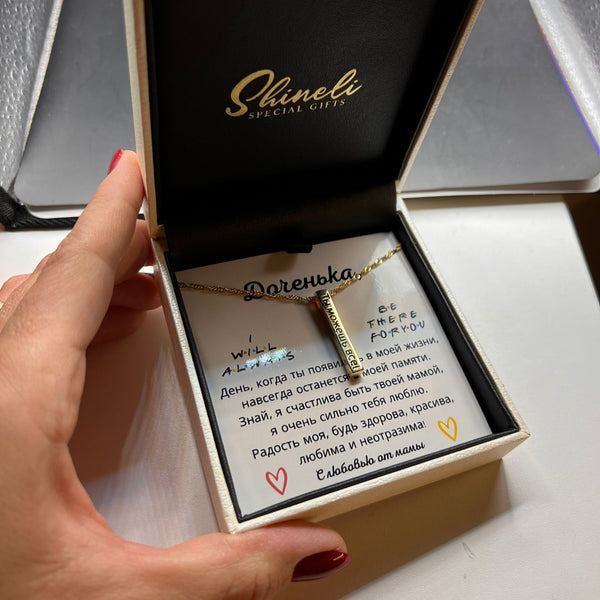 Shineli
SPECIAL GIFTS
Доченька
I
WILL
ALWAYS
BE
THERE
FOR YOU
Ты можешь все!
День, когда ты в моей жизни,
навсегда останется моей памяти.
Знай, я счастлива быть твоей мамой,
я очень сильно тебя люблю.
Радость моя, будь здорова, красива,
любима и неотразима!
С любовью от мамы